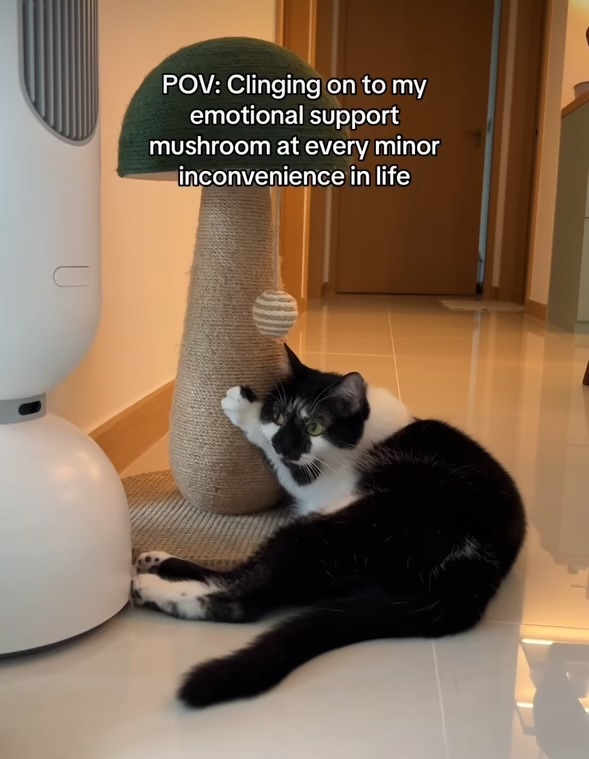 POV: Clinging on to my
emotional support
mushroom at every minor
inconvenience in life